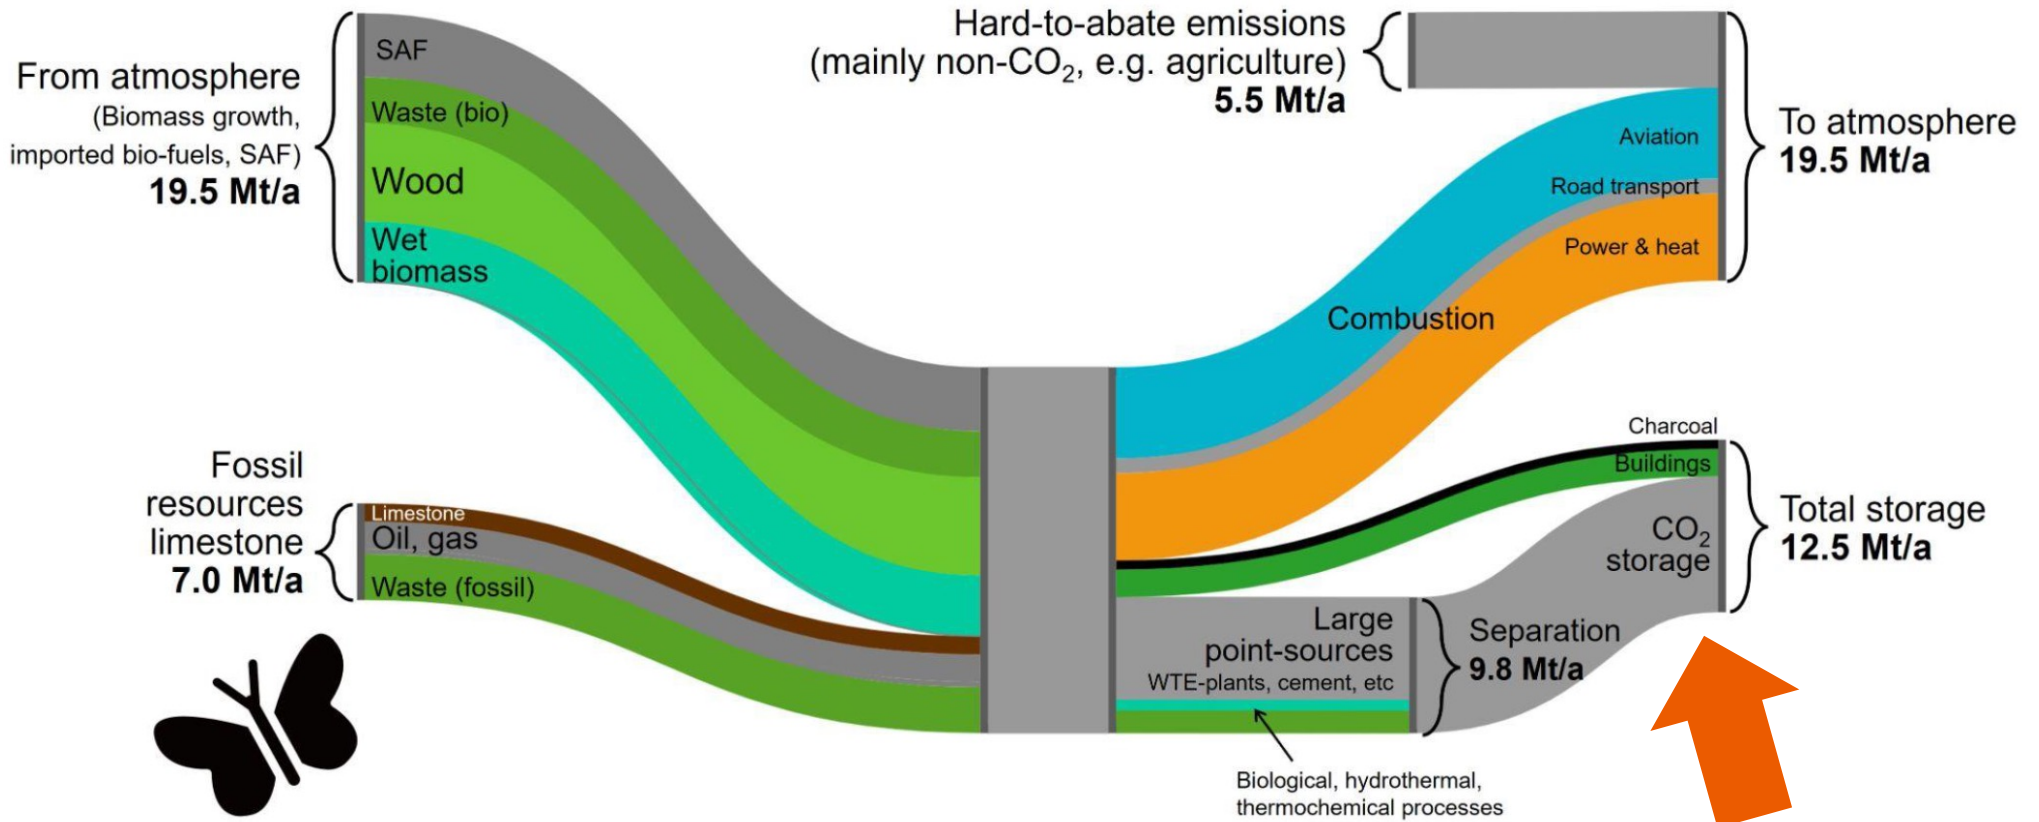 From atmosphere
(Biomass growth,
imported bio-fuels, SAF)
19.5 Mt/a
SAF
Waste (bio)
Wood
Wet
biomass
Fossil
resources
limestone
7.0 Mt/a
Limestone
Oil, gas
Waste (fossil)
Hard-to-abate emissions
(mainly non-CO₂, e.g. agriculture)
5.5 Mt/a
Aviation
Road transport
Power & heat
Combustion
To atmosphere
19.5 Mt/a
Charcoal
Buildings
CO₂
storage
Total storage
12.5 Mt/a
Large
point-sources
WTE-plants, cement, etc
Separation
9.8 Mt/a
Biological, hydrothermal,
thermochemical processes